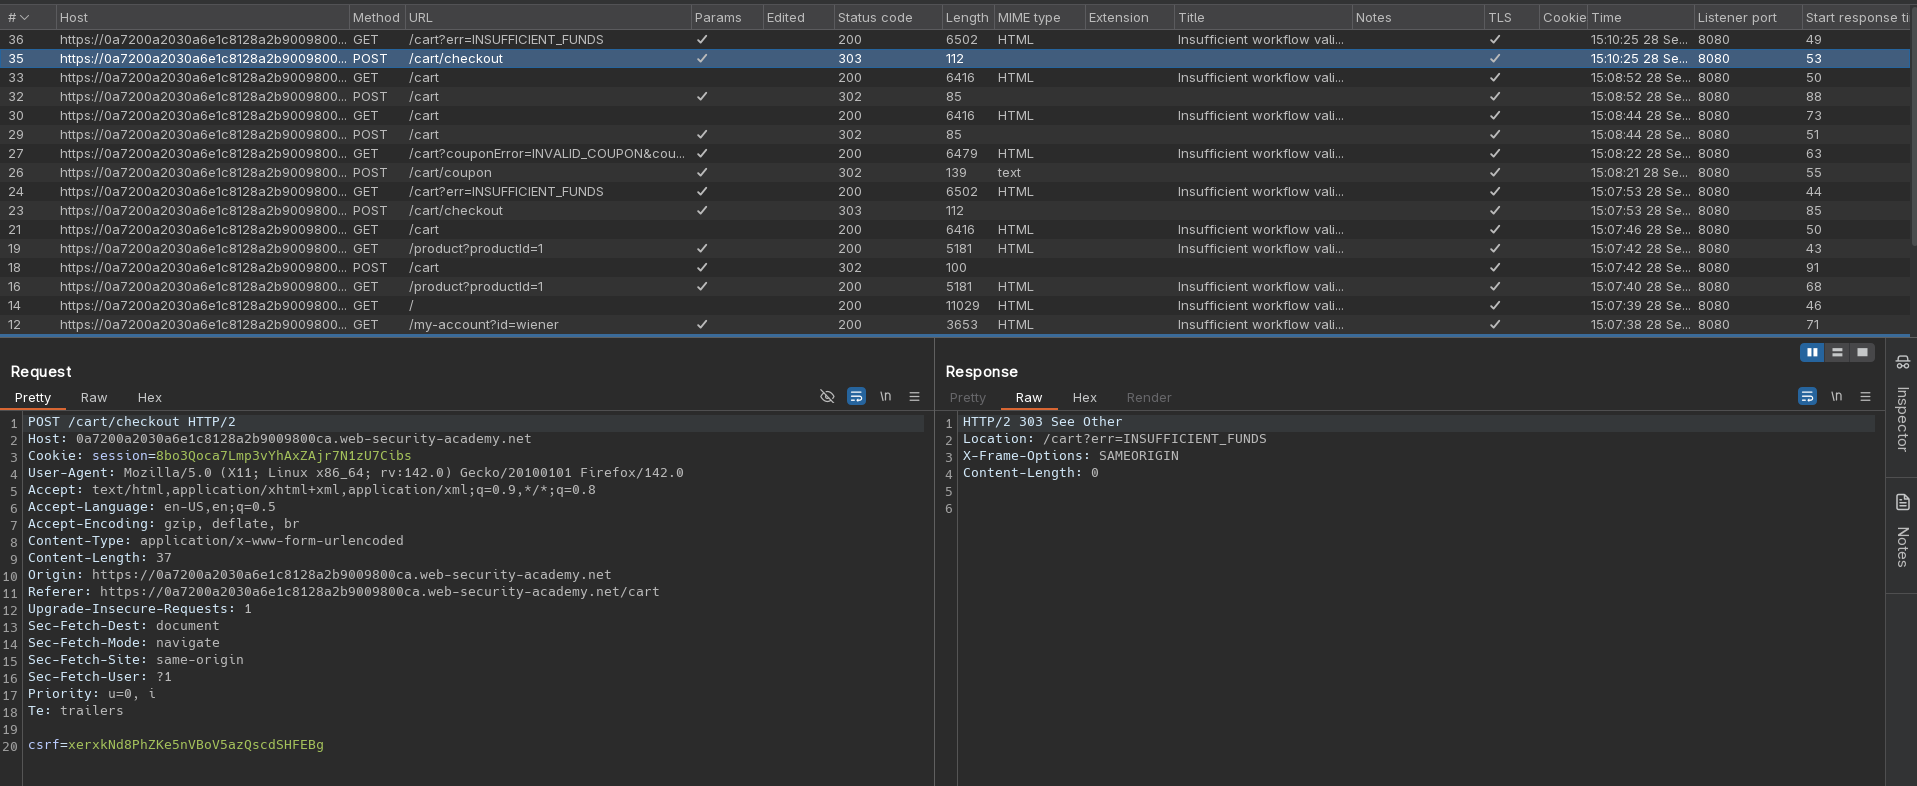 # Host Method URL Params Edited Status code Length MIME type Extension Title Notes TLS Cookie Time Listener port Start response ti
36 https://0a7200a2030a6e1c8128a2b9009800... GET /cart?err=INSUFFICIENT_FUNDS ✓ 200 6502 HTML Insufficient workflow vali... ✓ 15:10:25 28 Se... 8080 49
35 https://0a7200a2030a6e1c8128a2b9009800... POST /cart/checkout ✓ 303 112 ✓ 15:10:25 28 Se... 8080 53
33 https://0a7200a2030a6e1c8128a2b9009800... GET /cart 200 6416 HTML Insufficient workflow vali... ✓ 15:08:52 28 Se... 8080 50
32 https://0a7200a2030a6e1c8128a2b9009800... POST /cart ✓ 302 85 ✓ 15:08:52 28 Se... 8080 88
30 https://0a7200a2030a6e1c8128a2b9009800... GET /cart 200 6416 HTML Insufficient workflow vali... ✓ 15:08:44 28 Se... 8080 73
29 https://0a7200a2030a6e1c8128a2b9009800... POST /cart ✓ 302 85 ✓ 15:08:44 28 Se... 8080 51
27 https://0a7200a2030a6e1c8128a2b9009800... GET /cart?couponError=INVALID_COUPON&cou... ✓ 200 6479 HTML Insufficient workflow vali... ✓ 15:08:22 28 Se... 8080 63
26 https://0a7200a2030a6e1c8128a2b9009800... POST /cart/coupon ✓ 302 139 text ✓ 15:08:21 28 Se... 8080 55
24 https://0a7200a2030a6e1c8128a2b9009800... GET /cart?err=INSUFFICIENT_FUNDS ✓ 200 6502 HTML Insufficient workflow vali... ✓ 15:07:53 28 Se... 8080 44
23 https://0a7200a2030a6e1c8128a2b9009800... POST /cart/checkout ✓ 303 112 ✓ 15:07:53 28 Se... 8080 85
21 https://0a7200a2030a6e1c8128a2b9009800... GET /cart 200 6416 HTML Insufficient workflow vali... ✓ 15:07:46 28 Se... 8080 50
19 https://0a7200a2030a6e1c8128a2b9009800... GET /product?productId=1 ✓ 200 5181 HTML Insufficient workflow vali... ✓ 15:07:42 28 Se... 8080 43
18 https://0a7200a2030a6e1c8128a2b9009800... POST /cart ✓ 302 100 ✓ 15:07:42 28 Se... 8080 91
16 https://0a7200a2030a6e1c8128a2b9009800... GET /product?productId=1 ✓ 200 5181 HTML Insufficient workflow vali... ✓ 15:07:40 28 Se... 8080 68
14 https://0a7200a2030a6e1c8128a2b9009800... GET / 200 11029 HTML Insufficient workflow vali... ✓ 15:07:39 28 Se... 8080 46
12 https://0a7200a2030a6e1c8128a2b9009800... GET /my-account?id=wiener ✓ 200 3653 HTML Insufficient workflow vali... ✓ 15:07:38 28 Se... 8080 71
Request
Pretty Raw Hex \n
1 POST /cart/checkout HTTP/2
2 Host: 0a7200a2030a6e1c8128a2b9009800ca.web-security-academy.net
3 Cookie: session=8bo3Qoca7Lmp3vYhAxZAjr7N1zU7Cibs
4 User-Agent: Mozilla/5.0 (X11; Linux x86_64; rv:142.0) Gecko/20100101 Firefox/142.0
5 Accept: text/html,application/xhtml+xml,application/xml;q=0.9,*/*;q=0.8
6 Accept-Language: en-US,en;q=0.5
7 Accept-Encoding: gzip, deflate, br
8 Content-Type: application/x-www-form-urlencoded
9 Content-Length: 37
10 Origin: https://0a7200a2030a6e1c8128a2b9009800ca.web-security-academy.net
11 Referer: https://0a7200a2030a6e1c8128a2b9009800ca.web-security-academy.net/cart
12 Upgrade-Insecure-Requests: 1
13 Sec-Fetch-Dest: document
14 Sec-Fetch-Mode: navigate
15 Sec-Fetch-Site: same-origin
16 Sec-Fetch-User: ?1
17 Priority: u=0, i
18 Te: trailers
19
20 csrf=xerxkNd8PhZKe5nVBoV5azQscdSHFEBg
Response
Pretty Raw Hex Render \n
1 HTTP/2 303 See Other
2 Location: /cart?err=INSUFFICIENT_FUNDS
3 X-Frame-Options: SAMEORIGIN
4 Content-Length: 0
5
6
Inspector
Notes